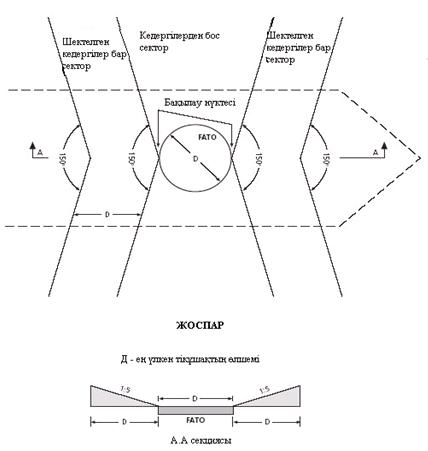 Шектелген
кедергілер бар
сектор
Кедергілерден бос
сектор
Шектелген
кедергілер бар
сектор
Бақылау нүктесі
FATO
D
A
150°
150°
150°
150°
A
D
ЖОСПАР
Д - ең үлкен тікұшақтың өлшемі
1:5
D
1:5
FATO
D
D
А.А секциясы